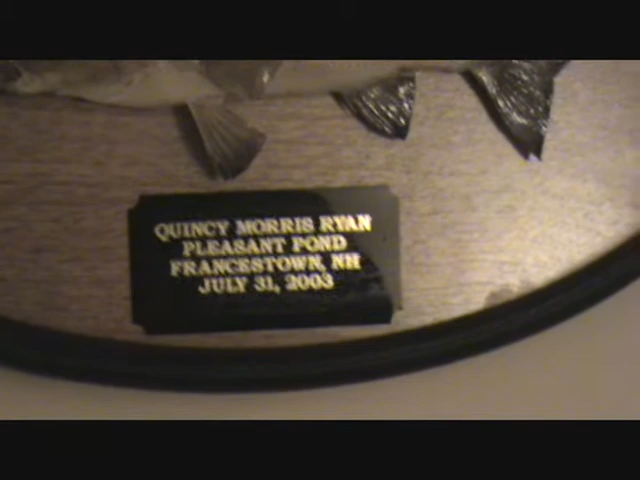 QUINCY MORRIS RYAN
PLEASANT POND
FRANCESTOWN, NH
JULY 31, 2003